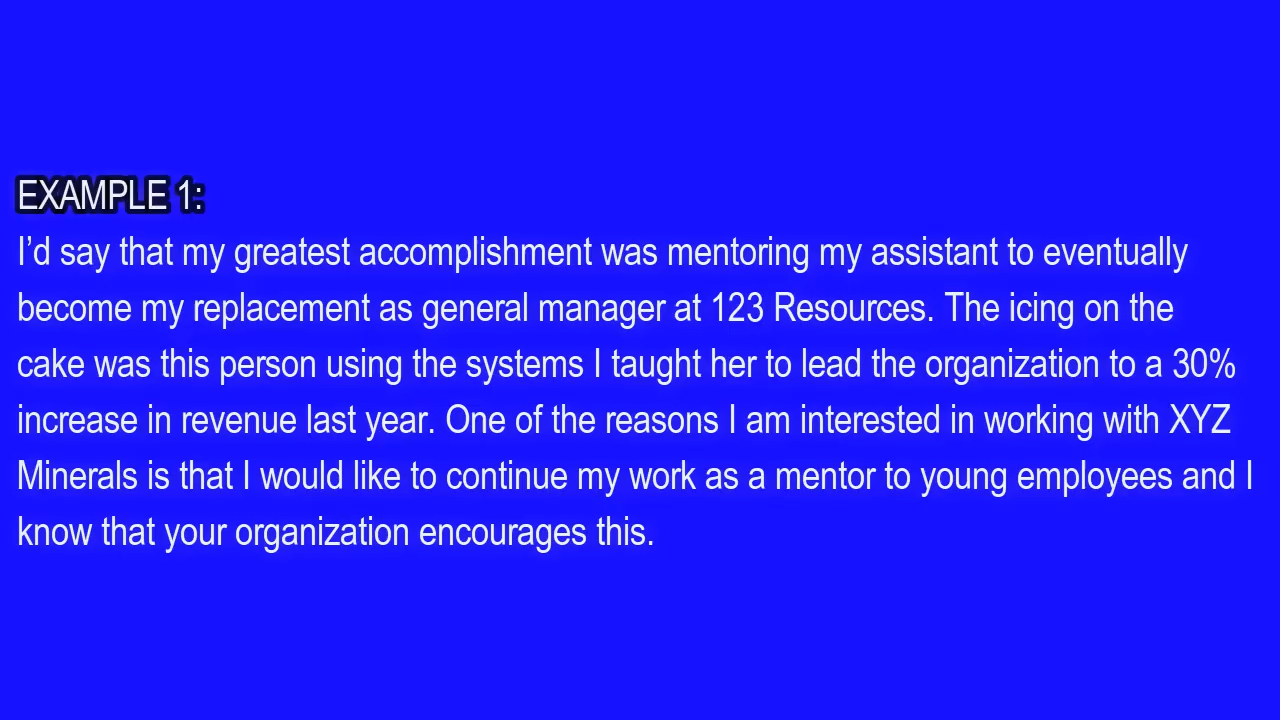 EXAMPLE 1:
I’d say that my greatest accomplishment was mentoring my assistant to eventually
become my replacement as general manager at 123 Resources. The icing on the
cake was this person using the systems I taught her to lead the organization to a 30%
increase in revenue last year. One of the reasons I am interested in working with XYZ
Minerals is that I would like to continue my work as a mentor to young employees and I
know that your organization encourages this.